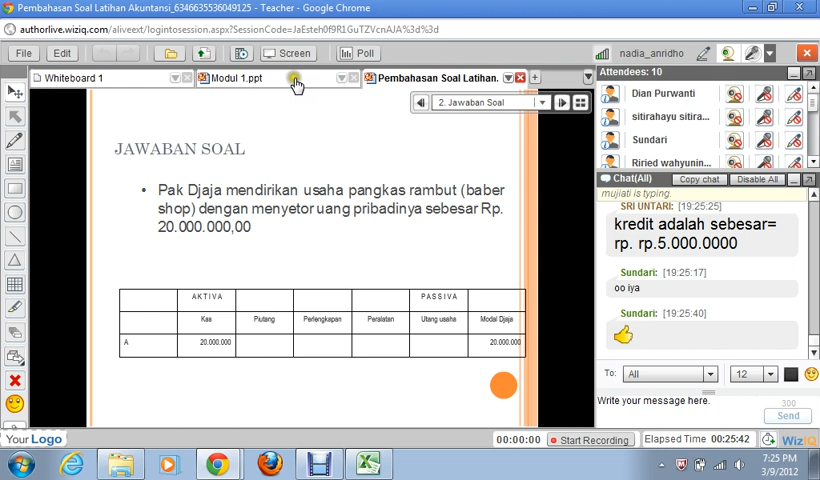 Pembahasan Soal Latihan Akuntansi_6346635536049125 - Teacher - Google Chrome
authorlive.wiziq.com/aliveext/logintosession.aspx?SessionCode=JaEsteh0f9R1GuTZVcnAJA%3d%3d
File Edit Screen Poll nadia_anridho
Whiteboard 1 Modul 1.ppt Pembahasan Soal Latihan.
2. Jawaban Soal
JAWABAN SOAL
• Pak Djaja mendirikan usaha pangkas rambut (baber
shop) dengan menyetor uang pribadinya sebesar Rp.
20.000.000,00
AKTIVA PASSIVA
Kas Piutang Perlengkapan Peralatan Utang usaha Modal Djaja
A 20.000.000 20.000.000
Attendees: 10
Dian Purwanti
sitirahayu sitira...
Sundari
Riried wahyunin...
Chat(All) Copy chart Disable All
mujiati is typing.
SRI UNTARI: [19:25:25]
kredit adalah sebesar=
rp. rp.5.000.0000
Sundari: [19:25:17]
oo iya
Sundari: [19:25:40]
To: All 12
Write your message here.
300
Send
Your Logo 00:00:00 Start Recording Elapsed Time 00:25:42 WizIQ
7:25 PM
3/9/2012